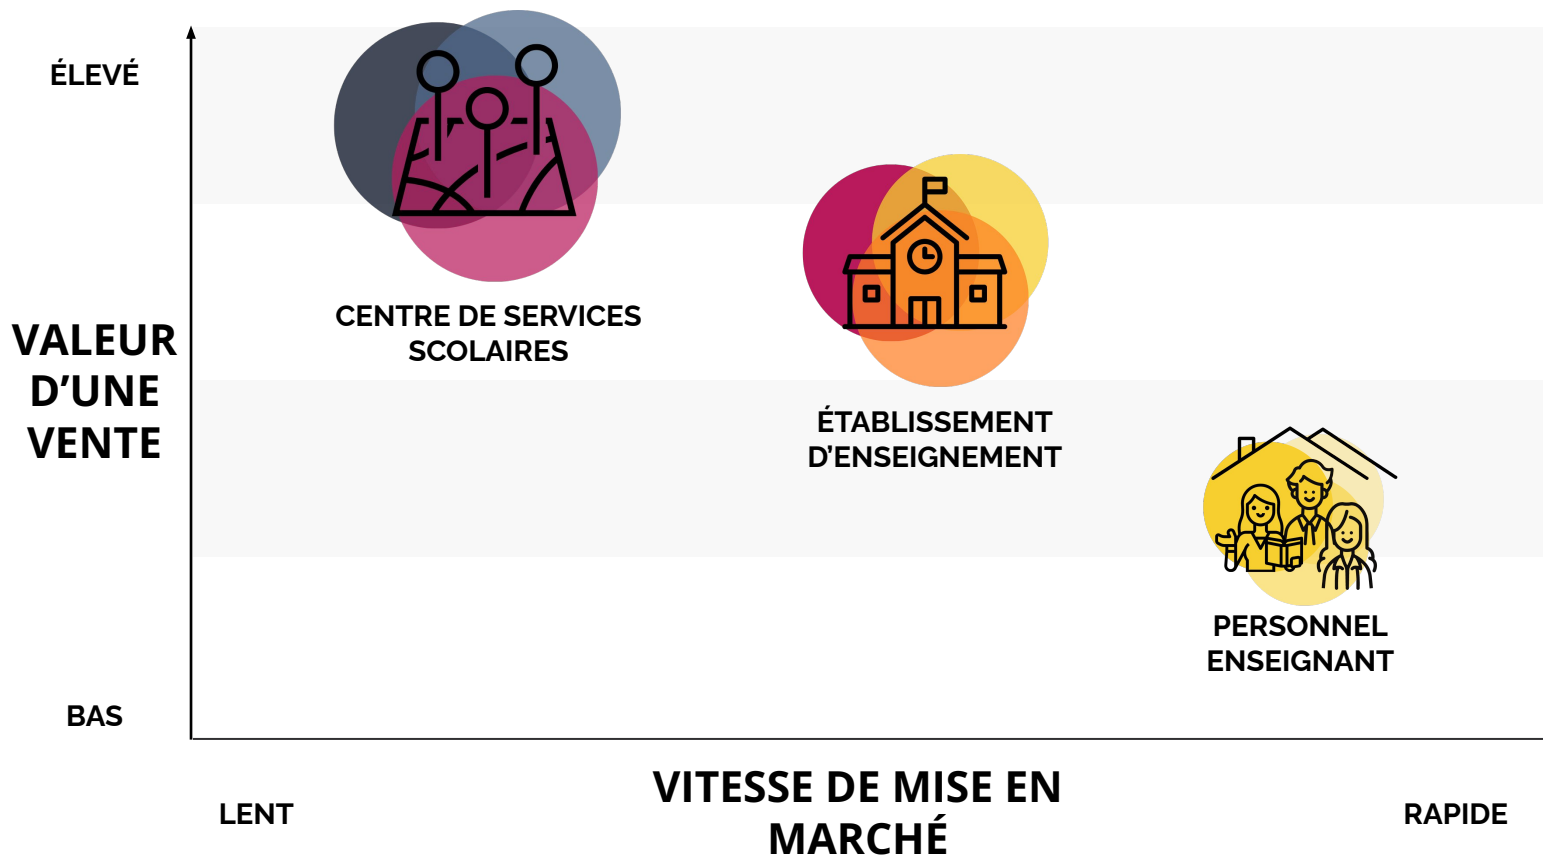 ÉLEVÉ
CENTRE DE SERVICES
SCOLAIRES
VALEUR
D’UNE
VENTE
ÉTABLISSEMENT
D’ENSEIGNEMENT
PERSONNEL
ENSEIGNANT
BAS
LENT
VITESSE DE MISE EN
MARCHÉ
RAPIDE